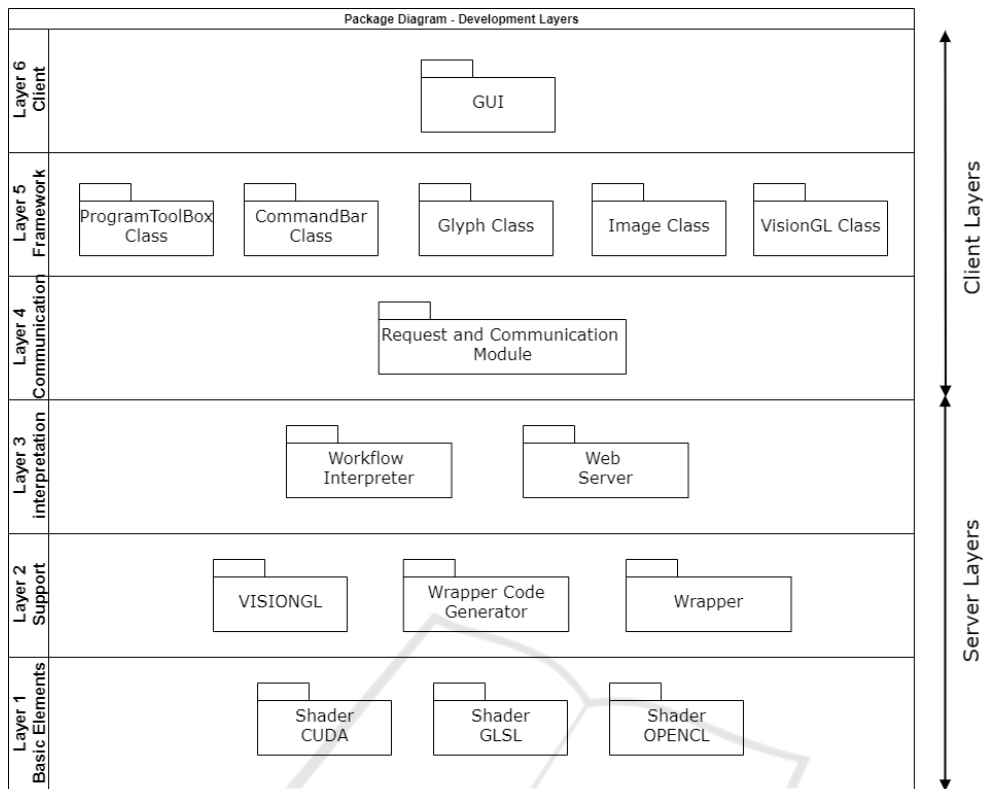 Package Diagram - Development Layers
Layer 6
Client
GUI
Layer 5
Framework
ProgramToolBox
Class
CommandBar
Class
Glyph Class
Image Class
VisionGL Class
Layer 4
Communication
Request and Communication
Module
Client Layers
Layer 3
interpretation
Workflow
Interpreter
Web
Server
Layer 2
Support
VISIONGL
Wrapper Code
Generator
Wrapper
Layer 1
Basic Elements
Shader
CUDA
Shader
GLSL
Shader
OPENCL
Server Layers